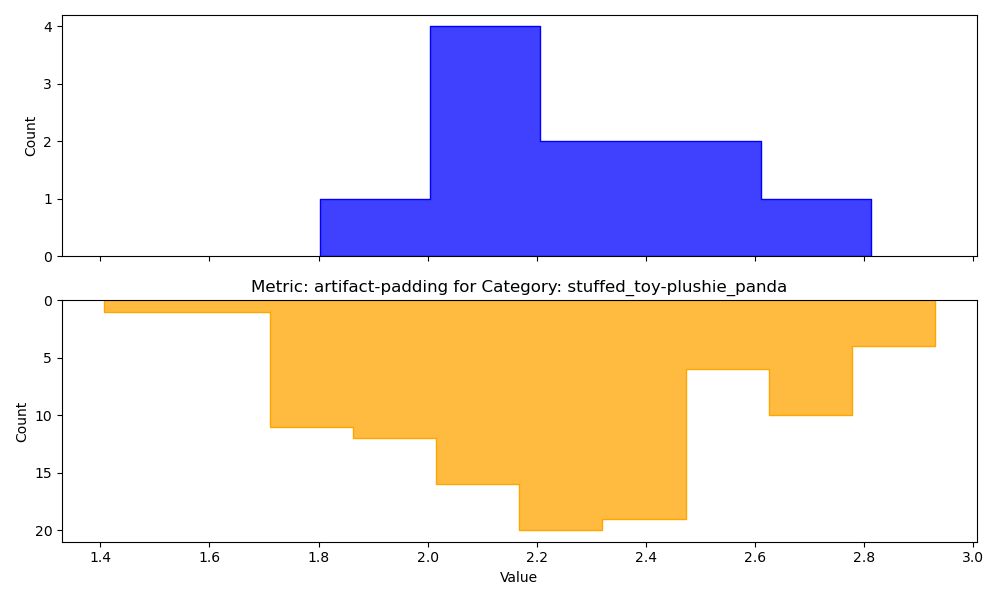 4
3
2
1
0
Count
Metric: artifact-padding for Category: stuffed_toy-plushie_panda
0
5
10
15
20
Count
1.4 1.6 1.8 2.0 2.2 2.4 2.6 2.8 3.0
Value